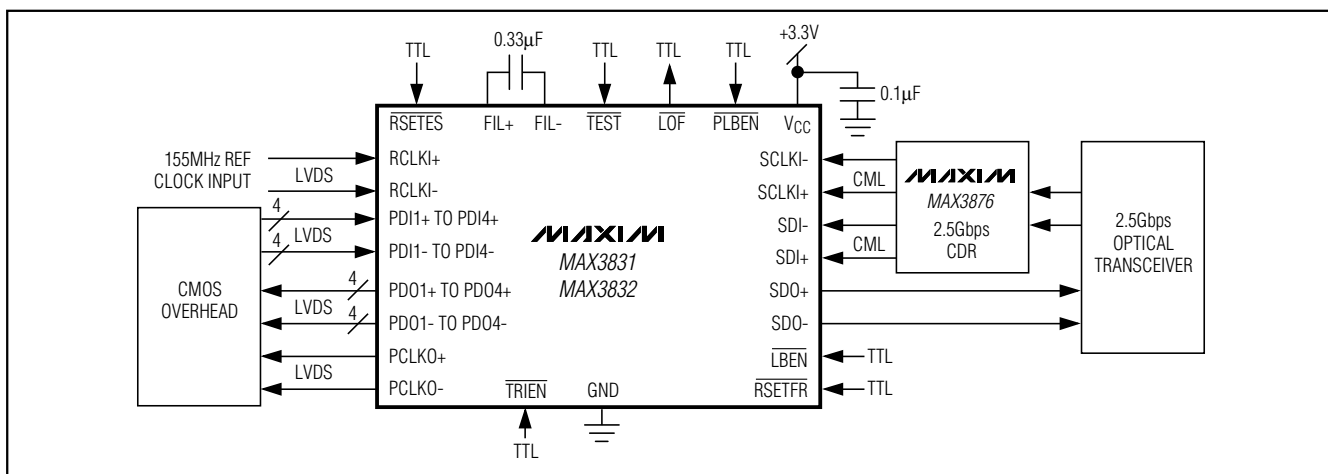 TTL
0.33μF
TTL
TTL
TTL
+3.3V
0.1μF
RSETES
FIL+
FIL-
TEST
LOF
PLBEN
VCC
155MHz REF
CLOCK INPUT
LVDS
RCLKI+
RCLKI-
4
PDI1+ TO PDI4+
4
LVDS
PDI1- TO PDI4-
4
PDO1+ TO PDO4+
4
LVDS
PDO1- TO PDO4-
PCLKO+
LVDS
PCLKO-
CMOS
OVERHEAD
MAXIM
MAX3831
MAX3832
SCLKI-
SCLKI+
CML
SDI-
SDI+
CML
SDO+
SDO-
LBEN
TTL
RSETFR
TTL
MAXIM
MAX3876
2.5Gbps
CDR
2.5Gbps
OPTICAL
TRANSCEIVER
TRIEN
GND
TTL